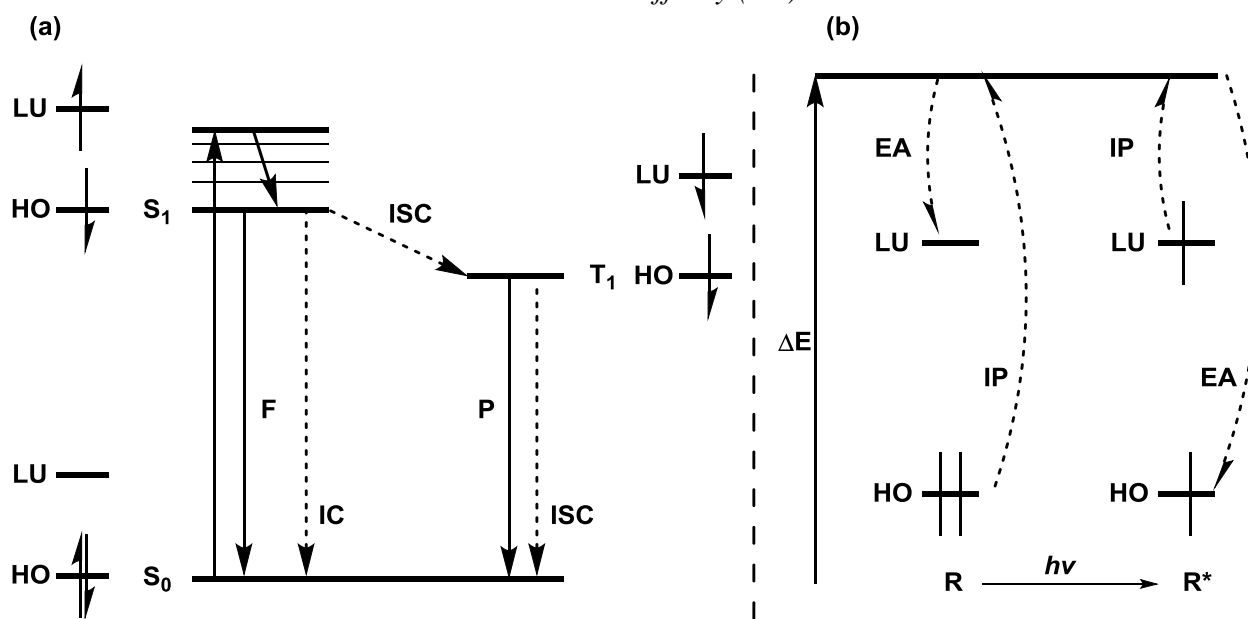 (a)
(b)
LU
HO
S1
LU
HO
S0
ISC
F
IC
P
ISC
T1
LU
HO
ΔE
EA
LU
IP
HO
R
hν
IP
LU
EA
HO
R*